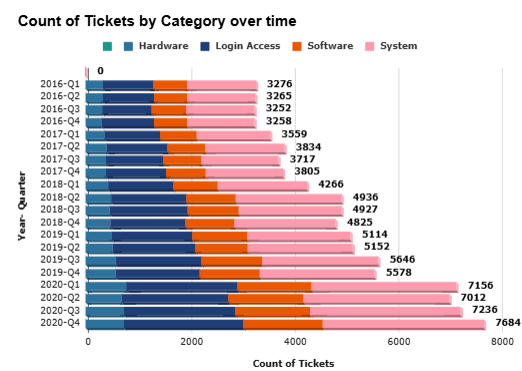 Count of Tickets by Category over time
Hardware Login Access Software System
0
2016-Q1 3276
2016-Q2 3265
2016-Q3 3252
2016-Q4 3258
2017-Q1 3559
2017-Q2 3834
2017-Q3 3717
2017-Q4 3805
2018-Q1 4266
2018-Q2 4936
2018-Q3 4927
2018-Q4 4825
2019-Q1 5114
2019-Q2 5152
2019-Q3 5646
2019-Q4 5578
2020-Q1 7156
2020-Q2 7012
2020-Q3 7236
2020-Q4 7684
Year- Quarter
0 2000 4000 6000 8000
Count of Tickets